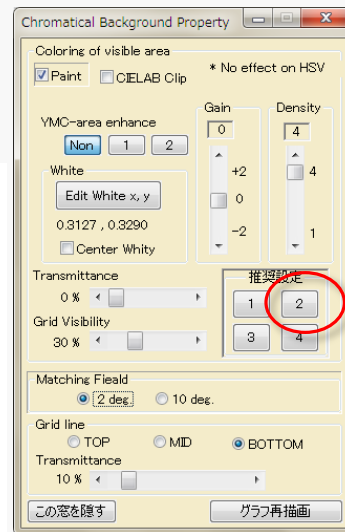 Chromatical Background Property
Coloring of visible area
Paint
CIELAB Clip
* No effect on HSV
YMC-area enhance
Non
1
2
Gain
0
+2
0
-2
Density
4
4
1
White
Edit White x, y
0.3127 , 0.3290
Center Whity
Transmittance
0 %
Grid Visibility
30 %
推奨設定
1
2
3
4
Matching Fieald
2 deg.
10 deg.
Grid line
TOP
MID
BOTTOM
Transmittance
10 %
この窓を隠す
グラフ再描画